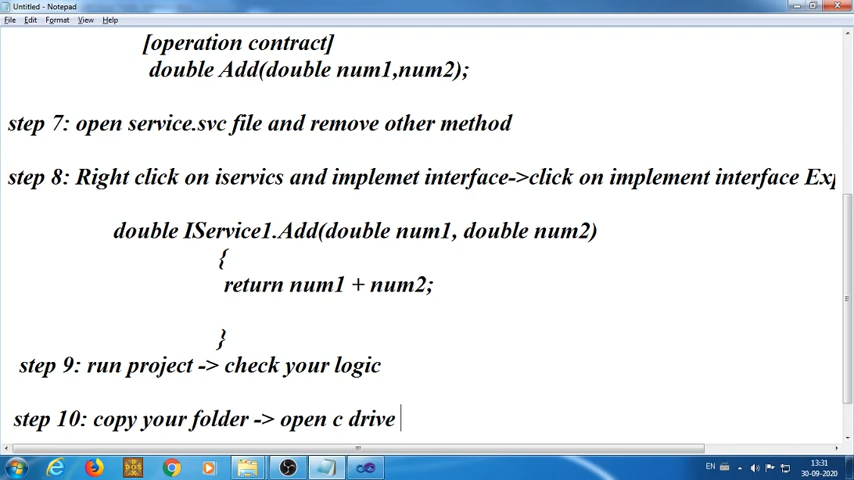 Untitled - Notepad
File Edit Format View Help
[operation contract]
double Add(double num1,num2);
step 7: open service.svc file and remove other method
step 8: Right click on iservics and implemet interface->click on implement interface Exp
double IService1.Add(double num1, double num2)
{
return num1 + num2;
}
step 9: run project -> check your logic
step 10: copy your folder -> open c drive
EN
13:31
30-09-2020